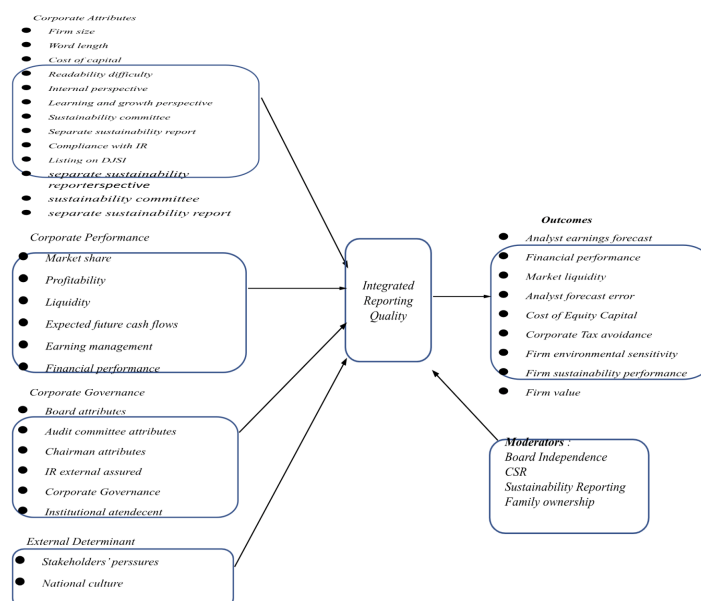 Corporate Attributes
● Firm size
● Word length
● Cost of capital
● Readability difficulty
● Internal perspective
● Learning and growth perspective
● Sustainability committee
● Separate sustainability report
● Compliance with IR
● Listing on DJSI
● separate sustainability
reporterspective
● sustainability committee
● separate sustainability report
Corporate Performance
● Market share
● Profitability
● Liquidity
● Expected future cash flows
● Earning management
● Financial performance
Corporate Governance
● Board attributes
● Audit committee attributes
● Chairman attributes
● IR external assured
● Corporate Governance
● Institutional atendecent
External Determinant
● Stakeholders' perssures
● National culture
Integrated
Reporting
Quality
Outcomes
● Analyst earnings forecast
● Financial performance
● Market liquidity
● Analyst forecast error
● Cost of Equity Capital
● Corporate Tax avoidance
● Firm environmental sensitivity
● Firm sustainability performance
● Firm value
Moderators :
Board Independence
CSR
Sustainability Reporting
Family ownership